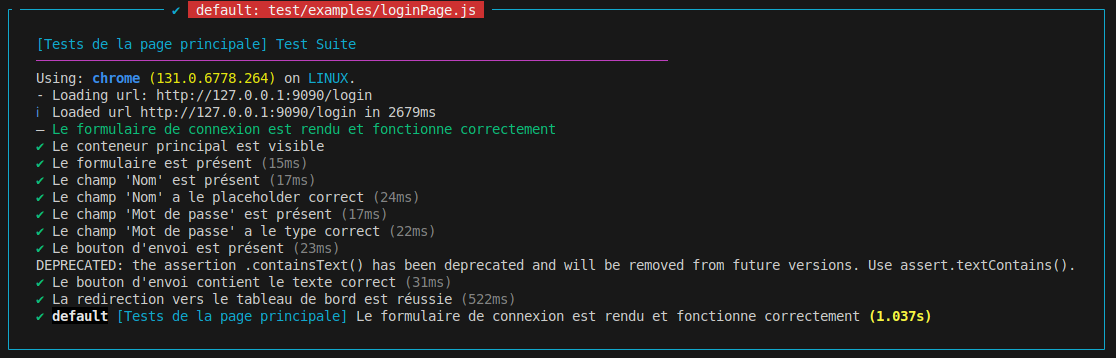 ✔ default: test/examples/loginPage.js
[Tests de la page principale] Test Suite
Using: chrome (131.0.6778.264) on LINUX.
- Loading url: http://127.0.0.1:9090/login
ℹ Loaded url http://127.0.0.1:9090/login in 2679ms
– Le formulaire de connexion est rendu et fonctionne correctement
✔ Le conteneur principal est visible
✔ Le formulaire est présent (15ms)
✔ Le champ 'Nom' est présent (17ms)
✔ Le champ 'Nom' a le placeholder correct (24ms)
✔ Le champ 'Mot de passe' est présent (17ms)
✔ Le champ 'Mot de passe' a le type correct (22ms)
✔ Le bouton d'envoi est présent (23ms)
DEPRECATED: the assertion .containsText() has been deprecated and will be removed from future versions. Use assert.textContains().
✔ Le bouton d'envoi contient le texte correct (31ms)
✔ La redirection vers le tableau de bord est réussie (522ms)
✔ default [Tests de la page principale] Le formulaire de connexion est rendu et fonctionne correctement (1.037s)